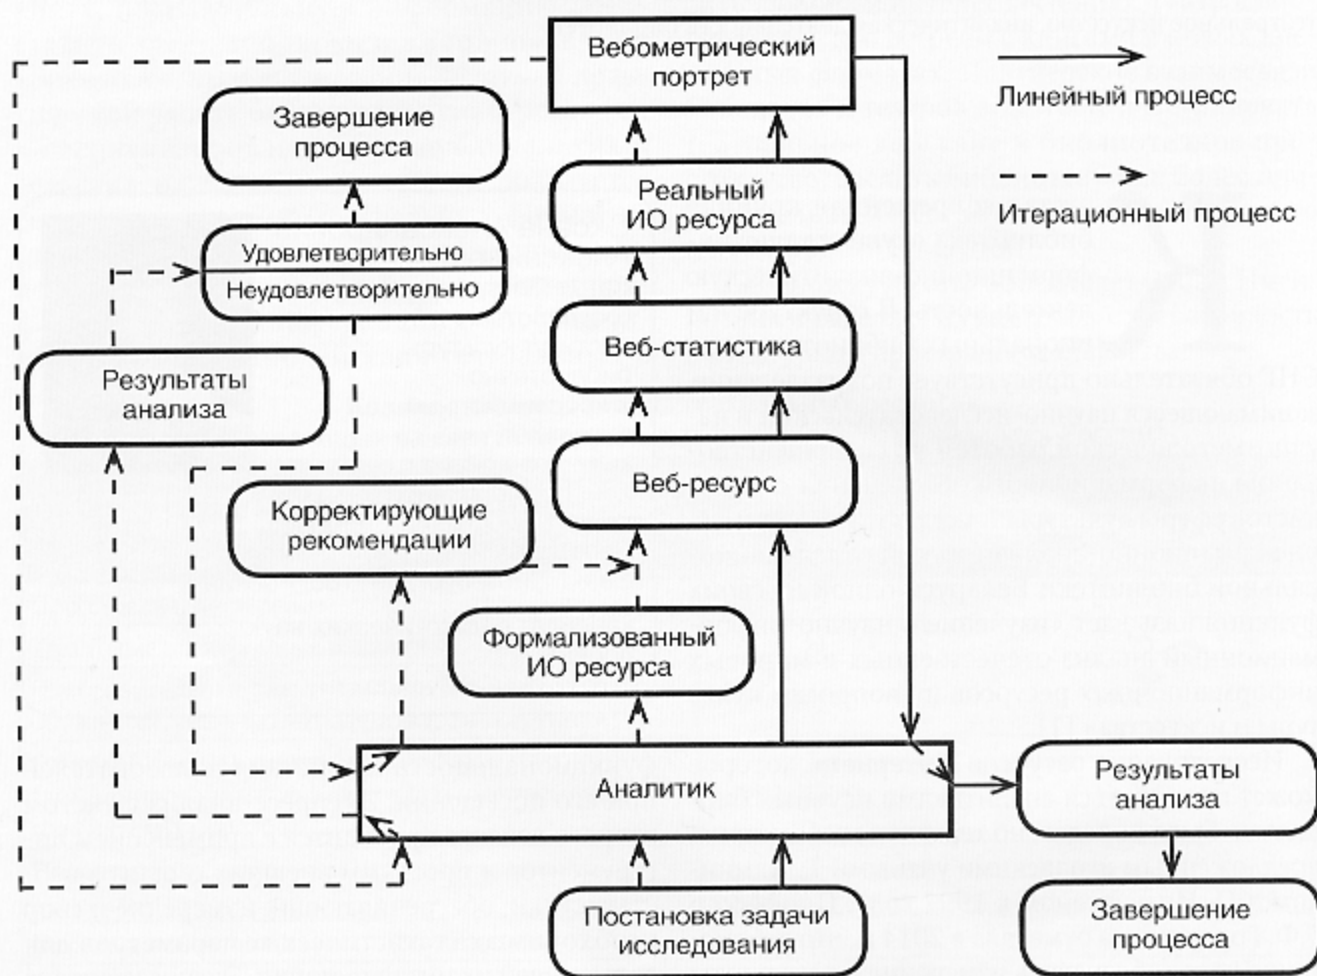 Вебометрический
портрет
Линейный процесс
Завершение
процесса
Реальный
ИО ресурса
Итерационный процесс
Удовлетворительно
Неудовлетворительно
Веб-статистика
Результаты
анализа
Веб-ресурс
Корректирующие
рекомендации
Формализованный
ИО ресурса
Аналитик
Результаты
анализа
Постановка задачи
исследования
Завершение
процесса